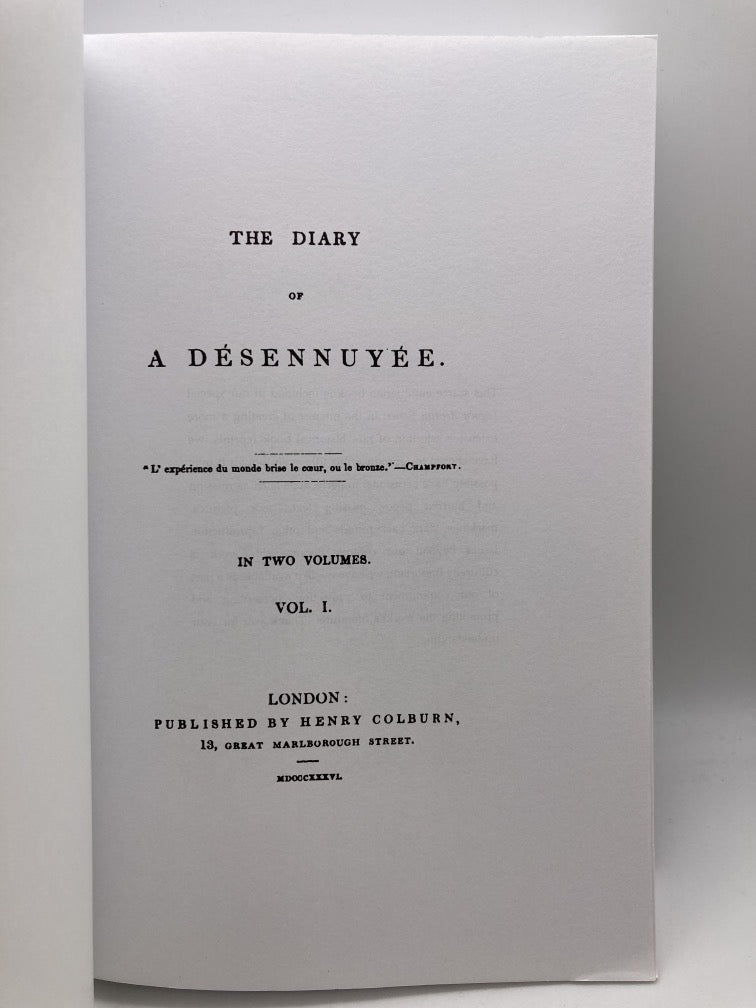 THE DIARY
OF
A DÉSENNUYÉE.
"L' expérience du monde brise le cœur, ou le bronze."—CHAMPFORT.
IN TWO VOLUMES.
VOL. I.
LONDON:
PUBLISHED BY HENRY COLBURN,
13, GREAT MARLBOROUGH STREET.
MDCCCXXXVI.